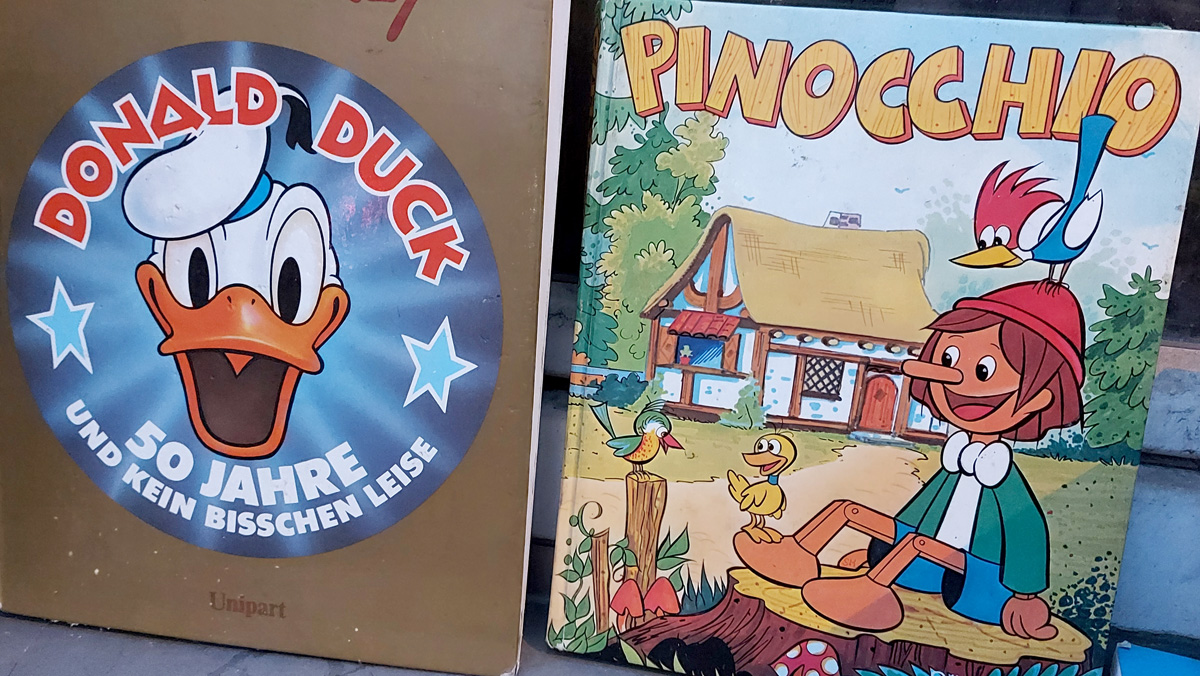 DONALD DUCK
50 JAHRE
UND KEIN BISSCHEN LEISE
Unipart
PINOCCHIO